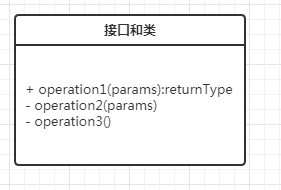 接口和类
+ operation1(params):returnType
- operation2(params)
- operation3()